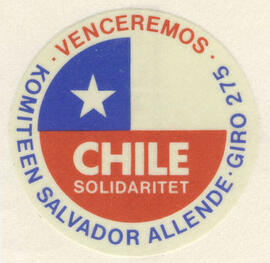 · VENCEREMOS ·
CHILE
SOLIDARITET
KOMITEEN SALVADOR ALLENDE · GIRO 275